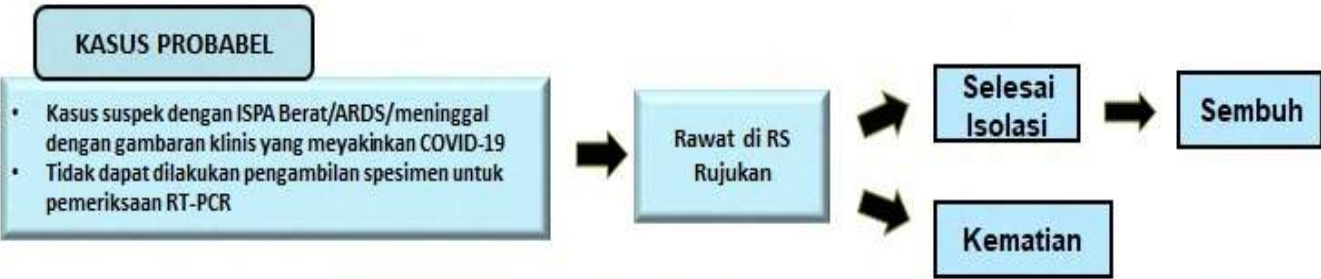 KASUS PROBABEL
• Kasus suspek dengan ISPA Berat/ARDS/meninggal
dengan gambaran klinis yang meyakinkan COVID-19
• Tidak dapat dilakukan pengambilan spesimen untuk
pemeriksaan RT-PCR
Rawat di RS
Rujukan
Selesai
Isolasi
Sembuh
Kematian